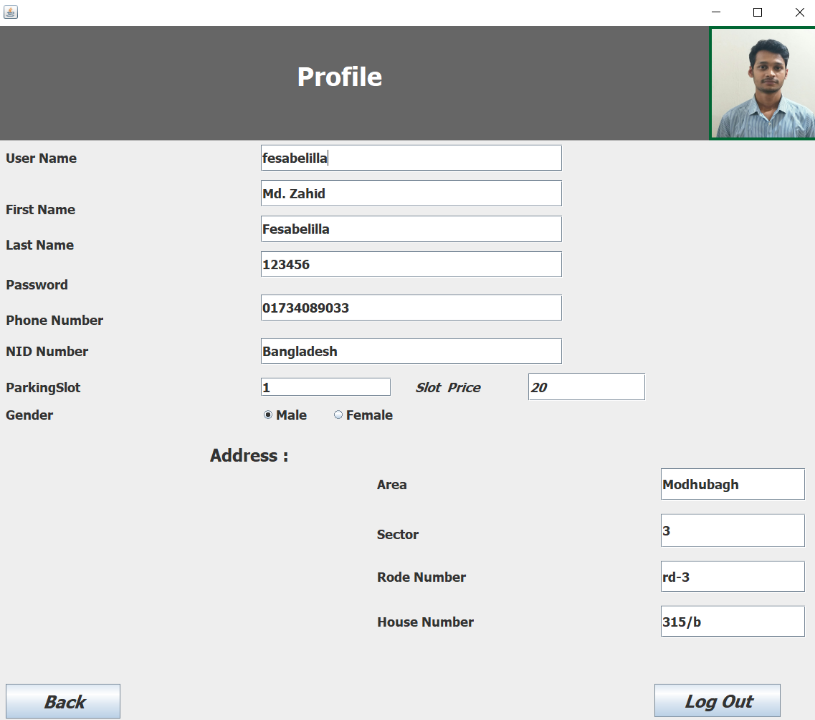 Profile
User Name fesabelilla
First Name Md. Zahid
Last Name Fesabelilla
Password 123456
Phone Number 01734089033
NID Number Bangladesh
ParkingSlot 1 Slot Price 20
Gender Male Female
Address :
Area Modhubagh
Sector 3
Rode Number rd-3
House Number 315/b
Back Log Out